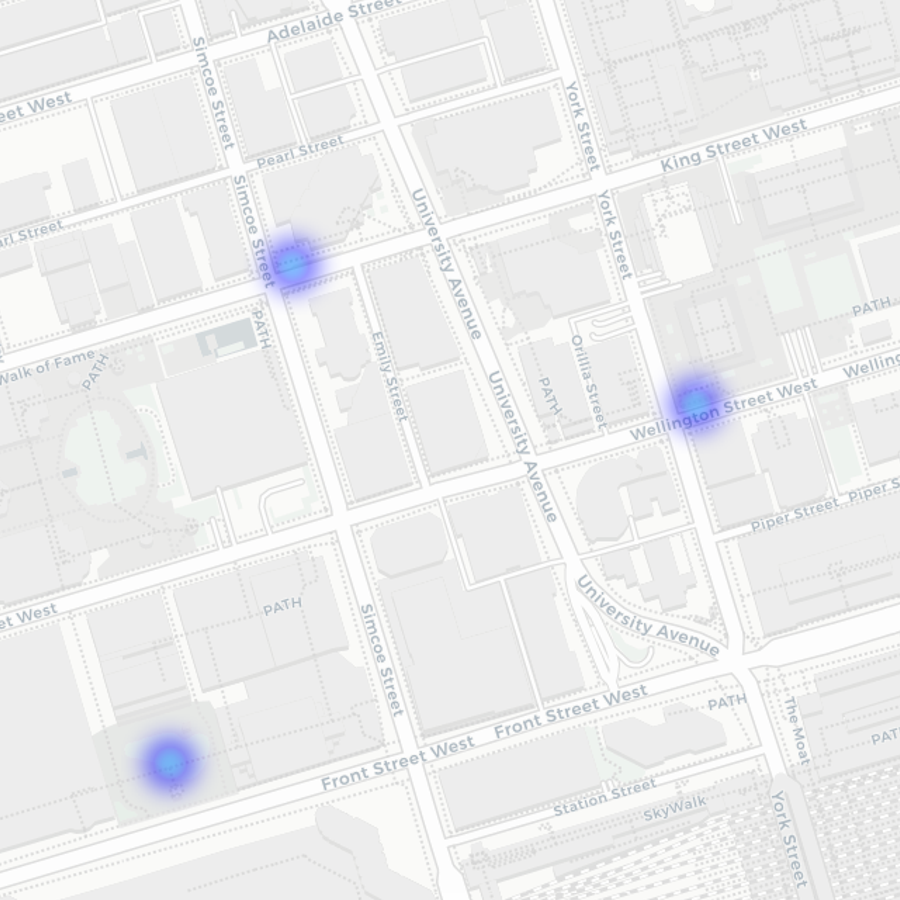 Adelaide Street
Simcoe Street
eet West
York Street
King Street West
Pearl Street
Simcoe Street
York Street
arl Street
University Avenue
PATH
PATH
Walk of Fame
PATH
Emily Street
Orillia Street
PATH
Wellington Street West
Welling
University Avenue
Piper Street
Piper S
et West
PATH
Simcoe Street
University Avenue
Front Street West
Front Street West
PATH
The Moat
PATH
Station Street
SkyWalk
York Street